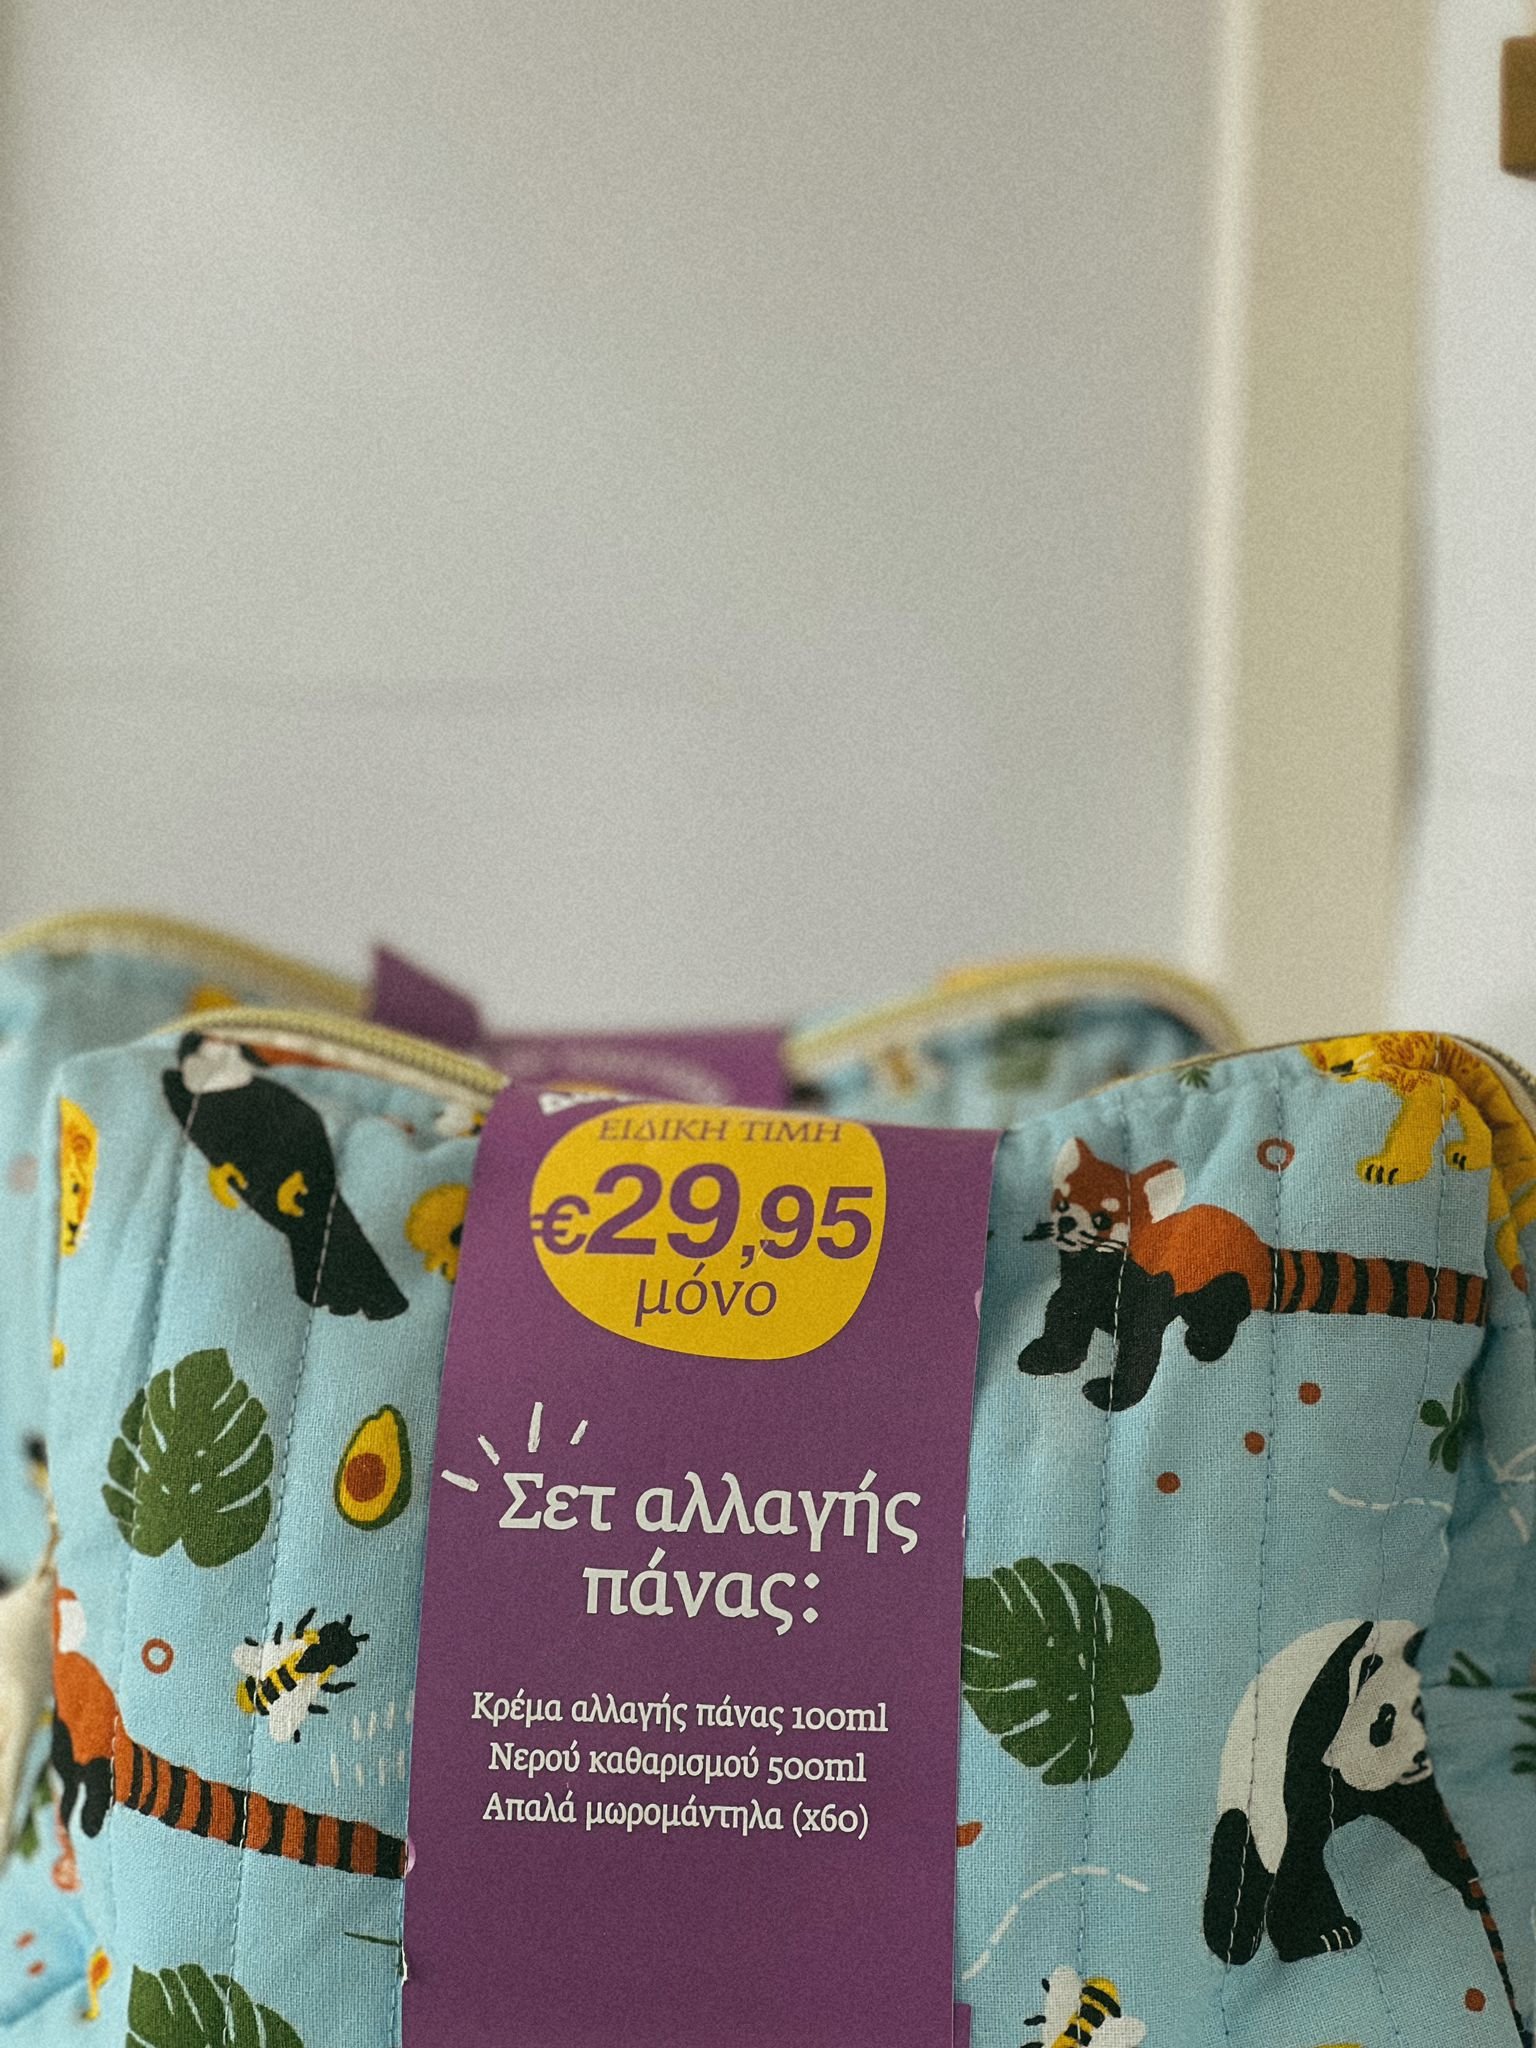 ΕΙΔΙΚΗ ΤΙΜΗ
€29,95
μόνο
Σετ αλλαγής
πάνας:
Κρέμα αλλαγής πάνας 100ml
Νερού καθαρισμού 500ml
Απαλά μωρομάντηλα (x60)